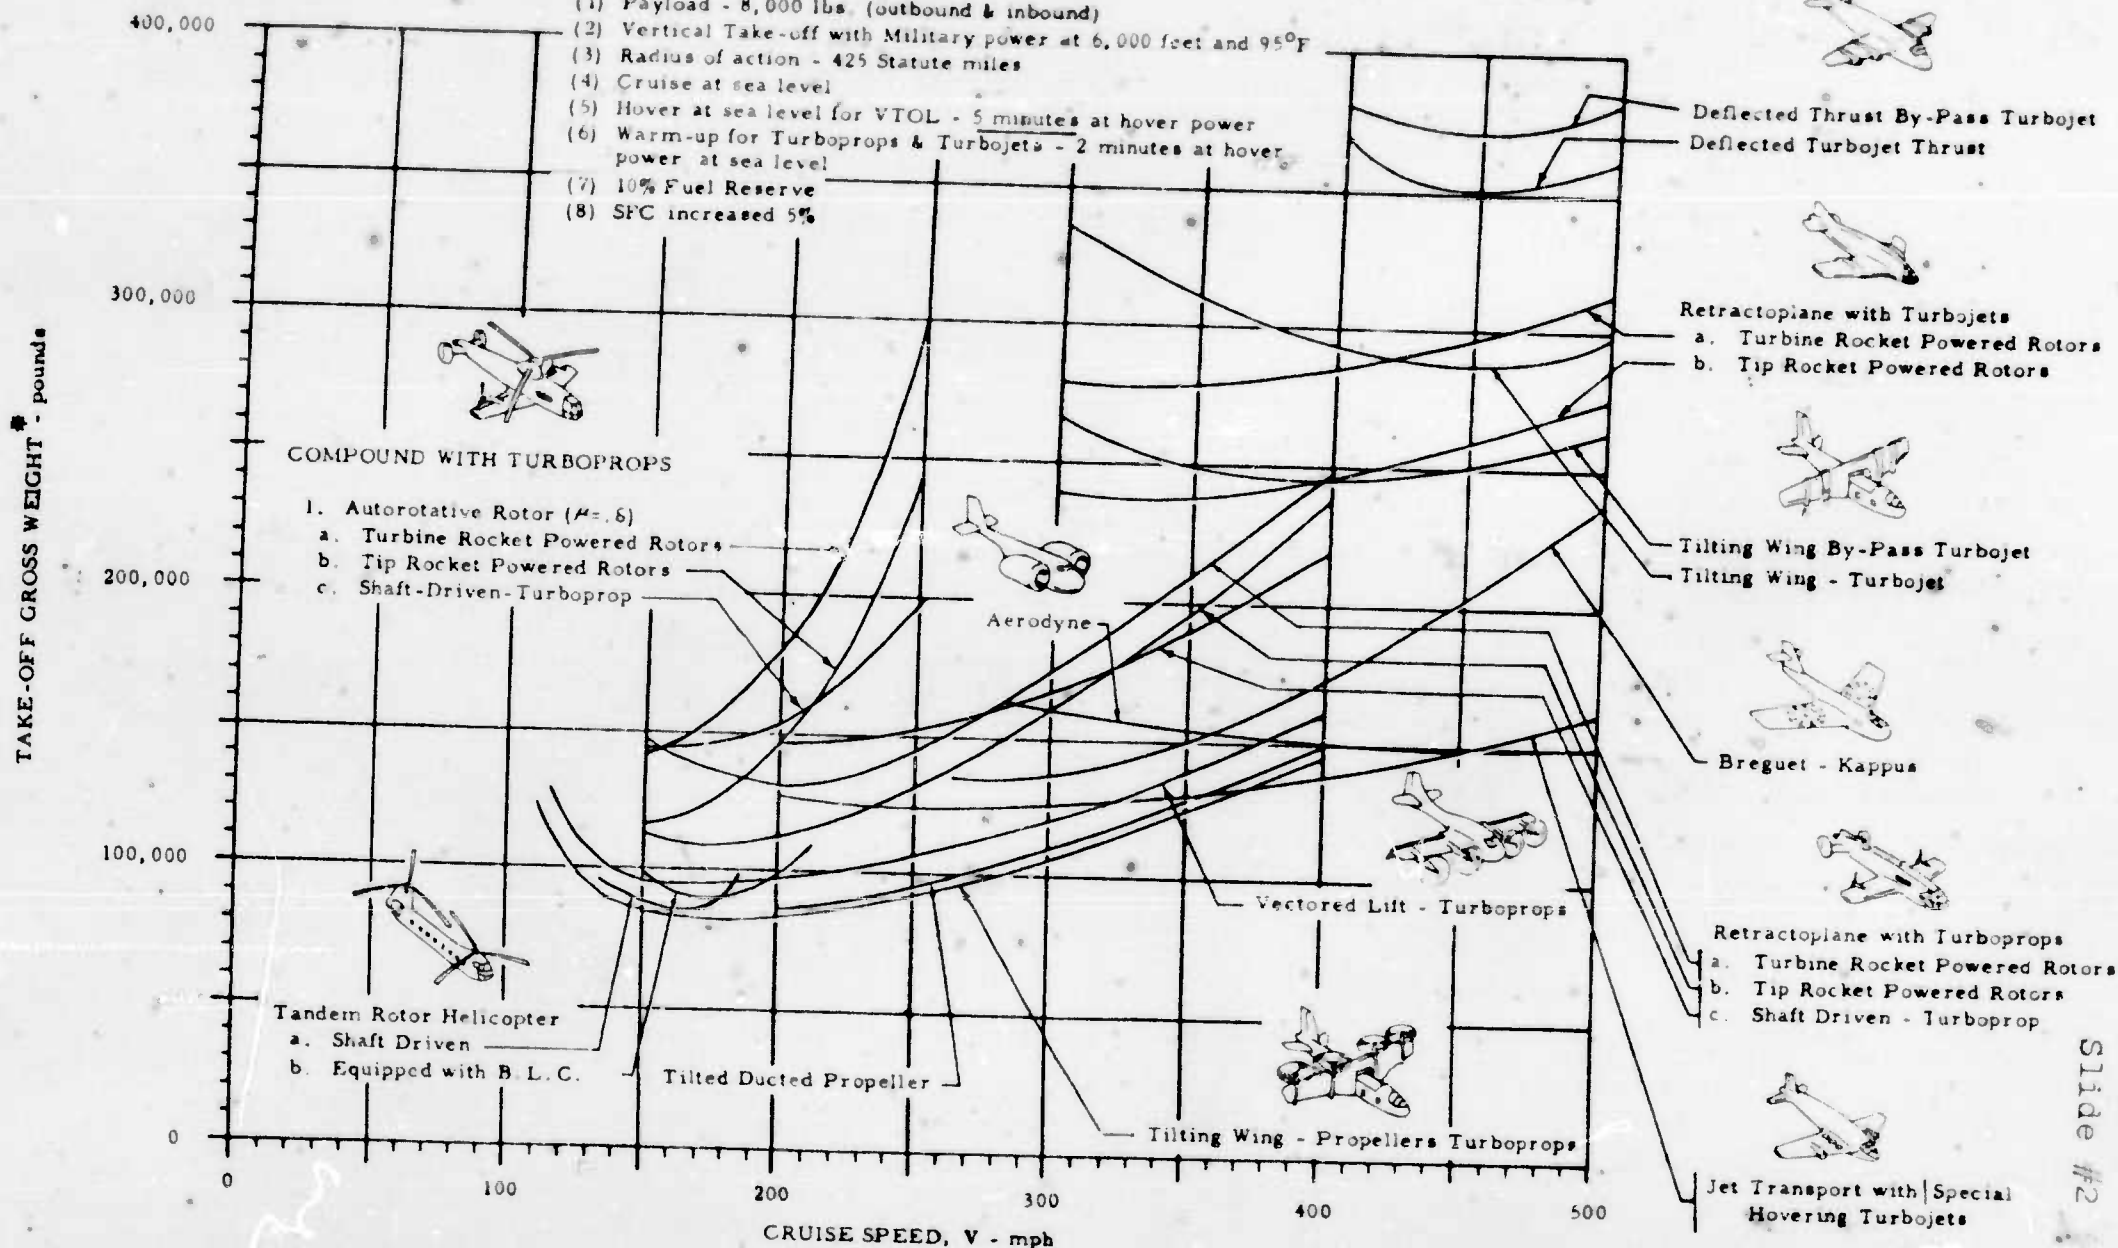 (1) Payload - 8,000 lbs. (outbound & inbound)
(2) Vertical Take-off with Military power at 6,000 feet and 95°F
(3) Radius of action - 425 Statute miles
(4) Cruise at sea level
(5) Hover at sea level for VTOL - 5 minutes at hover power
(6) Warm-up for Turboprops & Turbojets - 2 minutes at hover
power at sea level
(7) 10% Fuel Reserve
(8) SFC increased 5%
400,000
300,000
200,000
100,000
0
TAKE-OFF GROSS WEIGHT* - pounds
COMPOUND WITH TURBOPROPS
1. Autorotative Rotor (μ=.8)
a. Turbine Rocket Powered Rotors
b. Tip Rocket Powered Rotors
c. Shaft-Driven-Turboprop
Aerodyne
Deflected Thrust By-Pass Turbojet
Deflected Turbojet Thrust
Retractoplane with Turbojets
a. Turbine Rocket Powered Rotors
b. Tip Rocket Powered Rotors
Tilting Wing By-Pass Turbojet
Tilting Wing - Turbojet
Breguet - Kappus
Vectored Lift - Turboprops
Retractoplane with Turboprops
a. Turbine Rocket Powered Rotors
b. Tip Rocket Powered Rotors
c. Shaft Driven - Turboprop
Tandem Rotor Helicopter
a. Shaft Driven
b. Equipped with B.L.C.
Tilted Ducted Propeller
Tilting Wing - Propellers Turboprops
Jet Transport with Special
Hovering Turbojets
0
100
200
300
400
500
CRUISE SPEED, V - mph
Slide #2